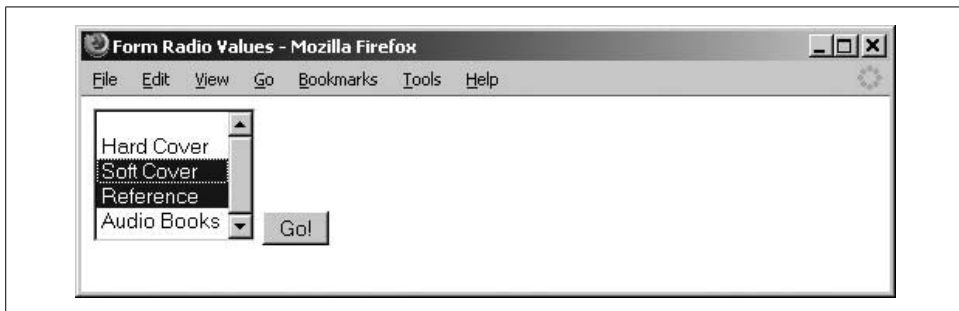 Form Radio Values - Mozilla Firefox
File Edit View Go Bookmarks Tools Help
Hard Cover
Soft Cover
Reference
Audio Books
Go!